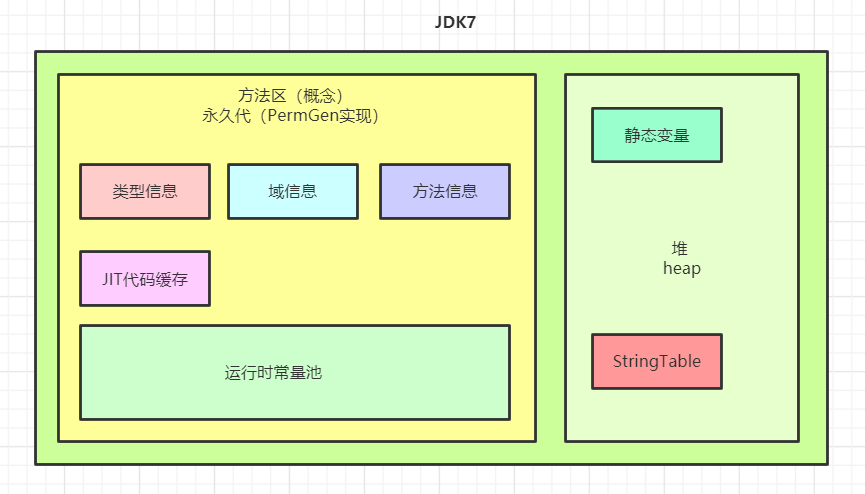 JDK7
方法区（概念）
永久代（PermGen实现）
类型信息
域信息
方法信息
JIT代码缓存
运行时常量池
静态变量
堆
heap
StringTable